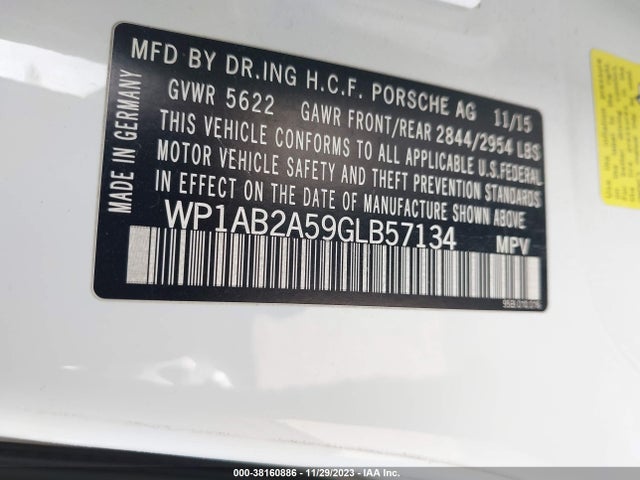 MFD BY DR.ING H.C.F. PORSCHE AG 11/15
GVWR 5622 GAWR FRONT/REAR 2844/2954 LBS
THIS VEHICLE CONFORMS TO ALL APPLICABLE U.S.FEDERAL
MOTOR VEHICLE SAFETY AND THEFT PREVENTION STANDARDS
IN EFFECT ON THE DATE OF MANUFACTURE SHOWN ABOVE
WP1AB2A59GLB57134 MPV
MADE IN GERMANY
000-38160886 - 11/29/2023 - IAA Inc.